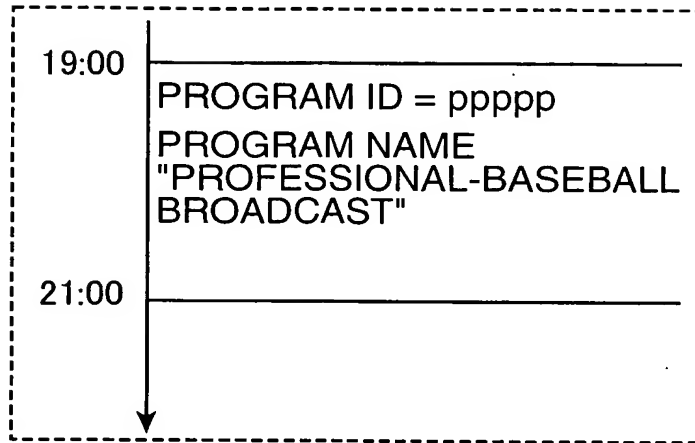 19:00
PROGRAM ID = ppppp
PROGRAM NAME
"PROFESSIONAL-BASEBALL
BROADCAST"
21:00